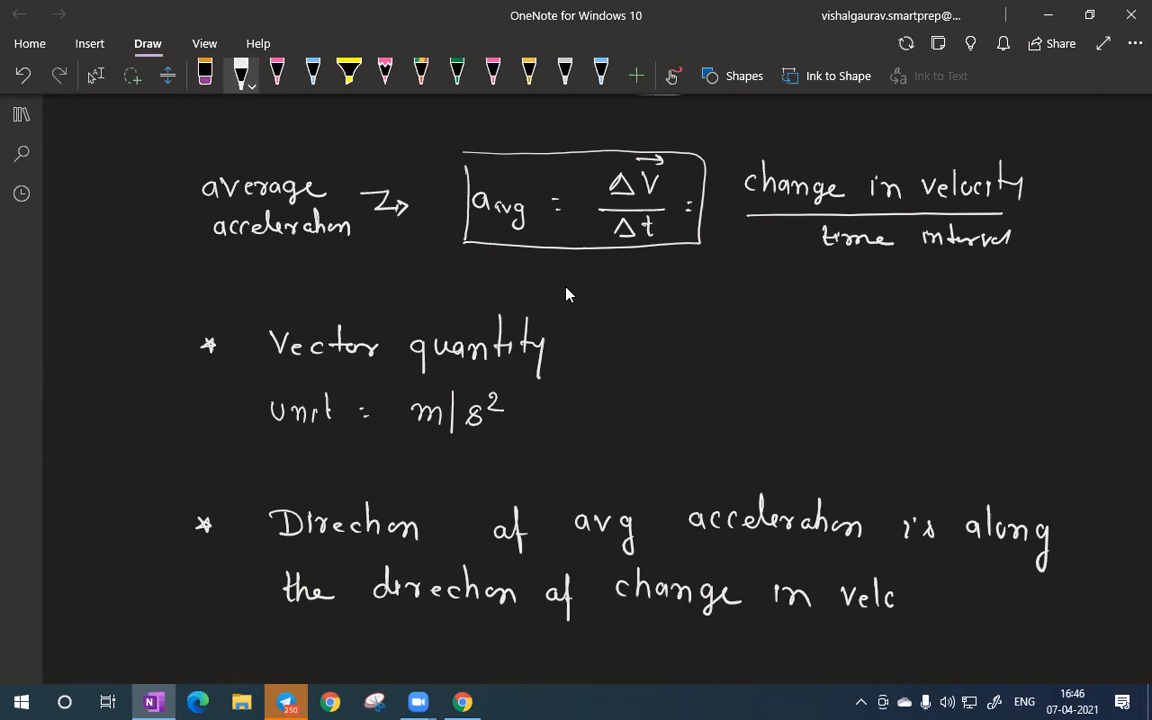 OneNote for Windows 10
vishalgaurav.smartprep@...
Home Insert Draw View Help
Share
Shapes Ink to Shape Ink to Text
average acceleration
a avg = ΔV⃗ / Δt = change in velocity / time interval
* Vector quantity
unit = m/s²
* Direction of avg acceleration is along
the direction of change in velc
250
ENG
16:46
07-04-2021